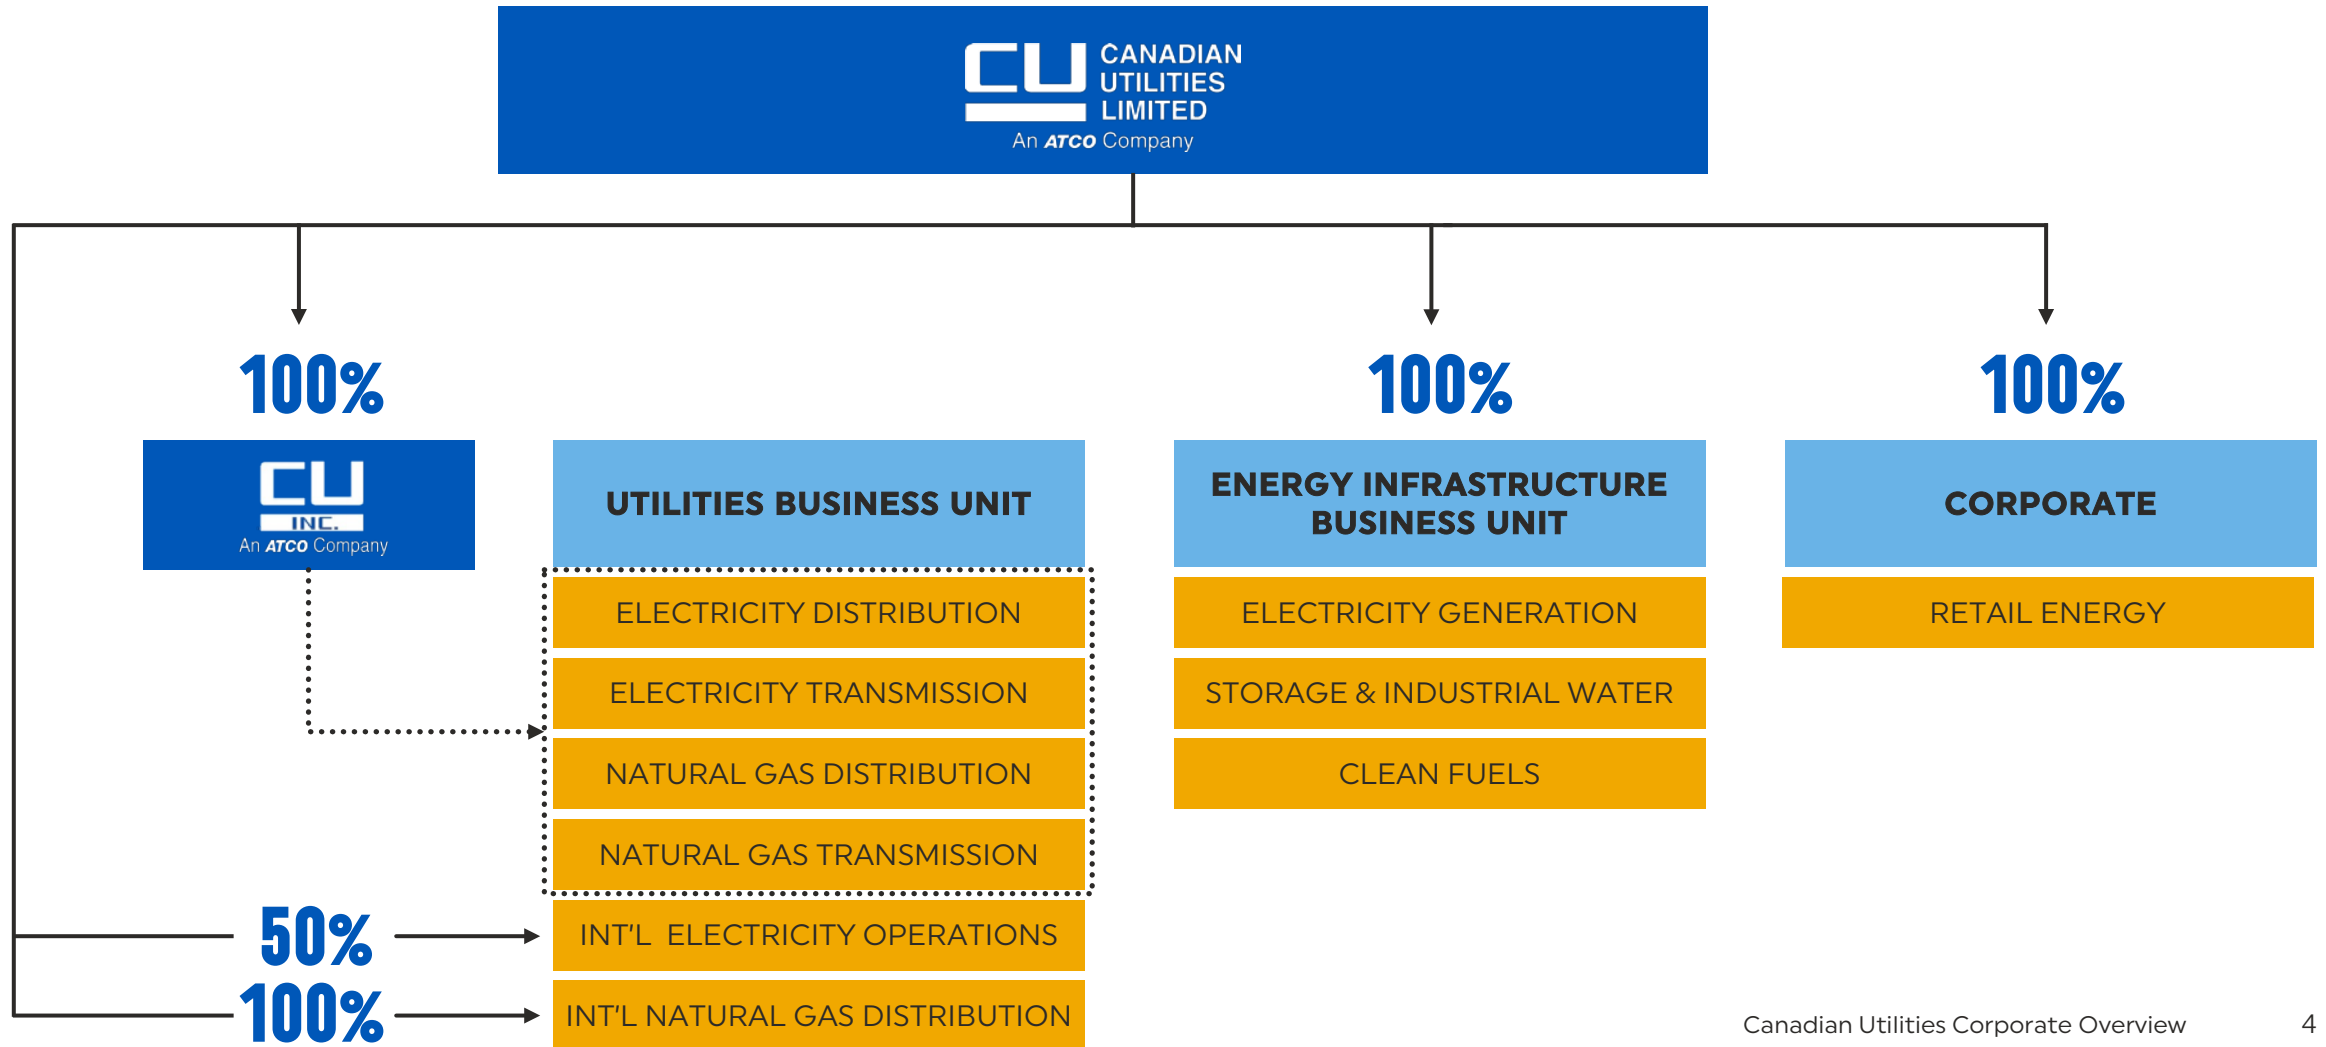 CU CANADIAN
UTILITIES
LIMITED
An ATCO Company
100%
100%
100%
CU
INC.
An ATCO Company
UTILITIES BUSINESS UNIT
ENERGY INFRASTRUCTURE
BUSINESS UNIT
CORPORATE
ELECTRICITY DISTRIBUTION
ELECTRICITY GENERATION
RETAIL ENERGY
ELECTRICITY TRANSMISSION
STORAGE & INDUSTRIAL WATER
NATURAL GAS DISTRIBUTION
CLEAN FUELS
NATURAL GAS TRANSMISSION
50%
INT'L ELECTRICITY OPERATIONS
100%
INT'L NATURAL GAS DISTRIBUTION
Canadian Utilities Corporate Overview 4